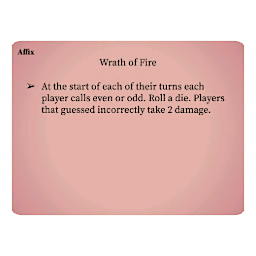 Affix
Wrath of Fire
➢ At the start of each of their turns each
player calls even or odd. Roll a die. Players
that guessed incorrectly take 2 damage.